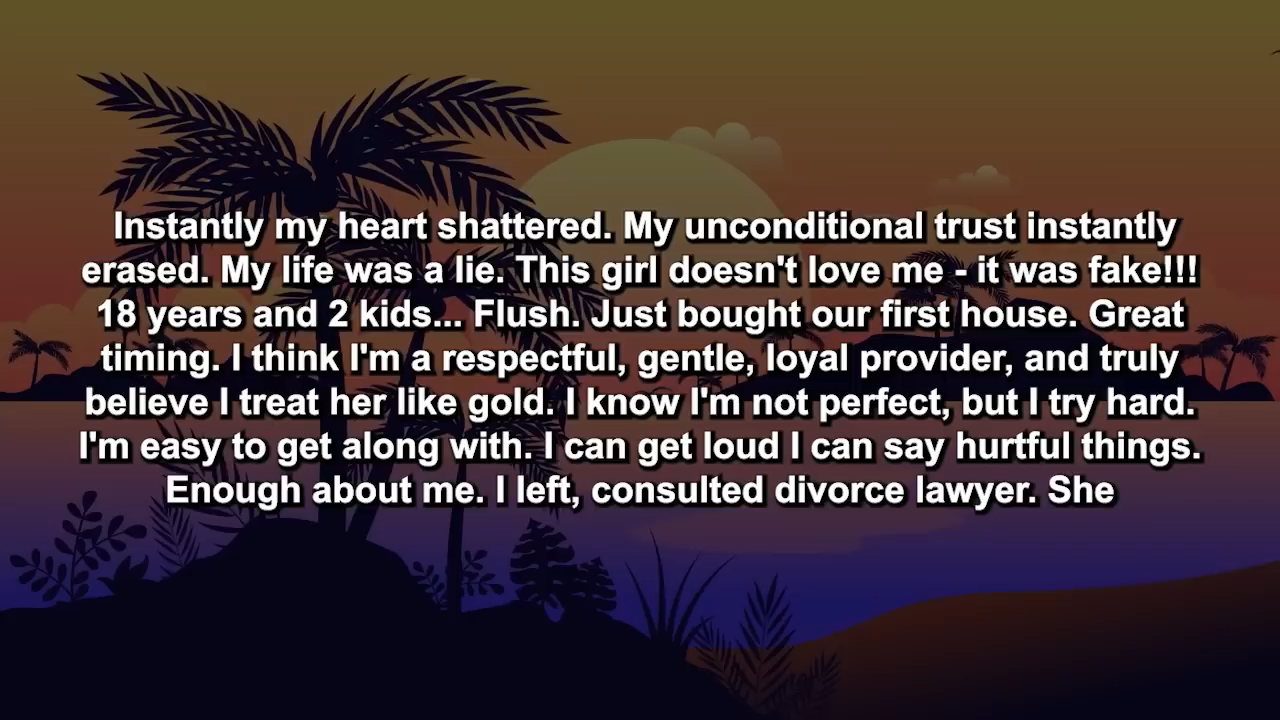 Instantly my heart shattered. My unconditional trust instantly
erased. My life was a lie. This girl doesn't love me - it was fake!!!
18 years and 2 kids... Flush. Just bought our first house. Great
timing. I think I'm a respectful, gentle, loyal provider, and truly
believe I treat her like gold. I know I'm not perfect, but I try hard.
I'm easy to get along with. I can get loud I can say hurtful things.
Enough about me. I left, consulted divorce lawyer. She